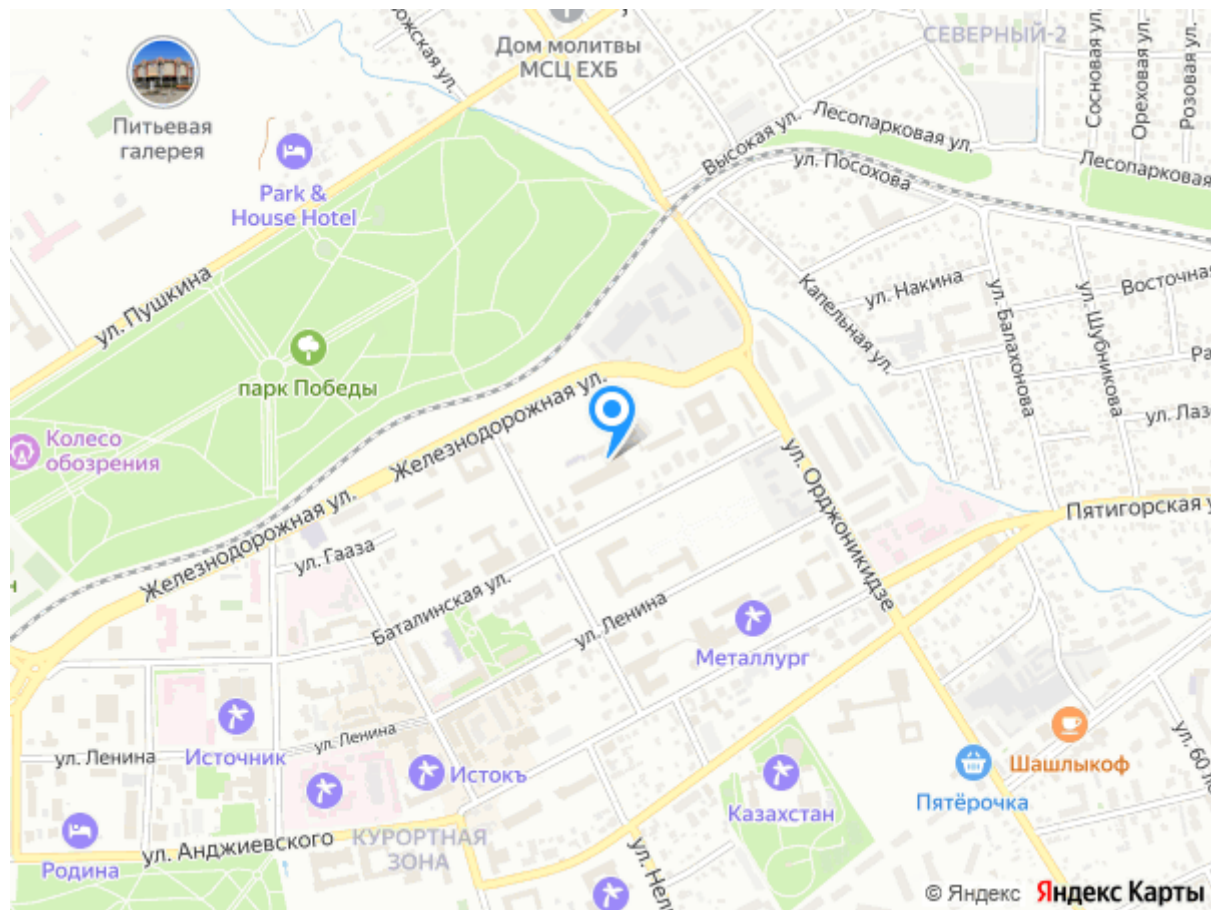 Дом молитвы
МСЦ ЕХБ
СЕВЕРНЫЙ-2
Сосновая ул.
Ореховая ул.
Розовая ул.
Питьевая
галерея
Park &
House Hotel
Высокая ул.
Лесопарковая ул.
Лесопарковая
ул. Посохова
ул. Пушкина
ул. Накина
Восточная
Капельная ул.
ул. Балахонова
ул. Шубникова
парк Победы
Железнодорожная ул.
Колесо
обозрения
ул. Орджоникидзе
Пятигорская у
Железнодорожная ул.
ул. Гааза
Баталинская ул.
ул. Ленина
Металлург
ул. Ленина
Источник
ул. Ленина
Истокъ
Казахстан
Шашлыкоф
Пятёрочка
ул. 60
Родина
ул. Анджиевского
КУРОРТНАЯ
ЗОНА
© Яндекс Яндекс Карты